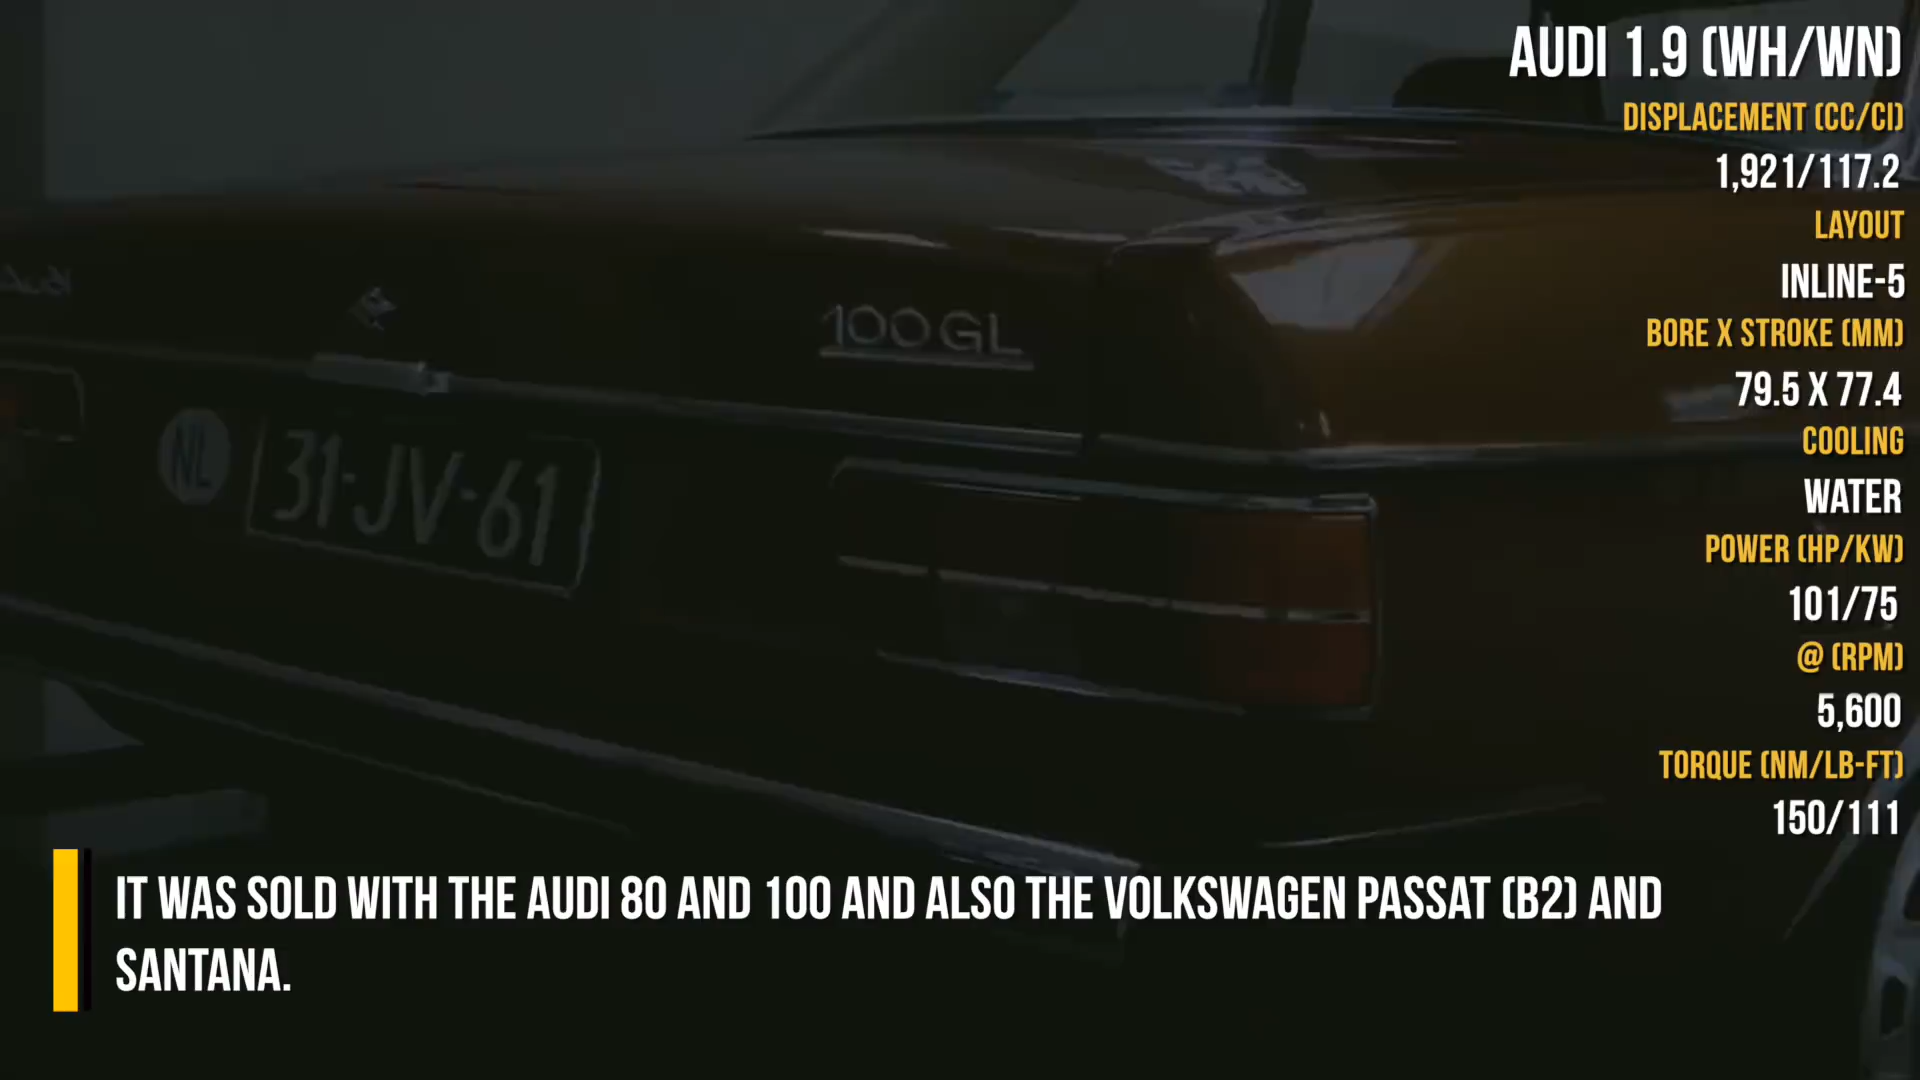 AUDI 1.9 (WH/WN)
DISPLACEMENT (CC/CI)
1,921/117.2
LAYOUT
INLINE-5
BORE X STROKE (MM)
79.5 X 77.4
COOLING
WATER
POWER (HP/KW)
101/75
@ (RPM)
5,600
TORQUE (NM/LB-FT)
150/111
Audi
100 GL
NL
31-JV-61
IT WAS SOLD WITH THE AUDI 80 AND 100 AND ALSO THE VOLKSWAGEN PASSAT (B2) AND
SANTANA.